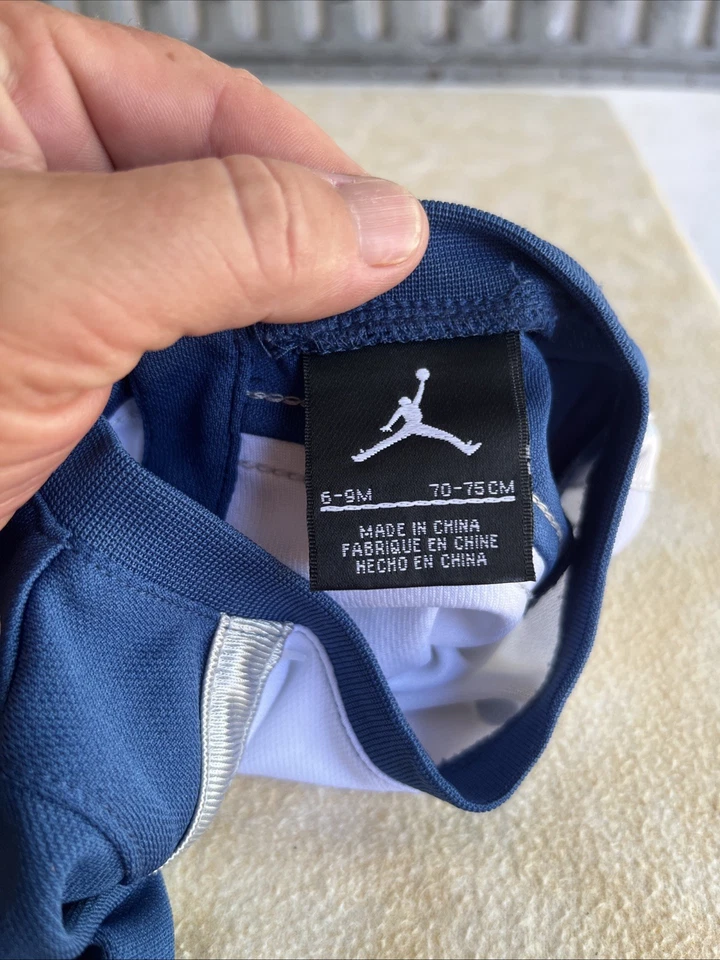 6-9M 70-75CM
MADE IN CHINA
FABRIQUE EN CHINE
HECHO EN CHINA